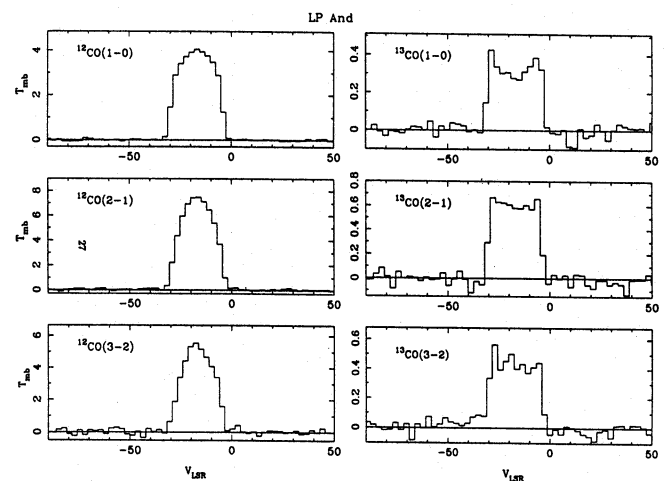 LP And
¹²CO(1-0)
T_mb
0 2 4
-50 0 50
¹³CO(1-0)
0 0.2 0.4
-50 0 50
¹²CO(2-1)
T_mb
27
0 2 4 6 8
-50 0 50
¹³CO(2-1)
0 0.2 0.4 0.6 0.8
-50 0 50
¹²CO(3-2)
T_mb
0 2 4 6
-50 0 50
V_LSR
¹³CO(3-2)
0 0.2 0.4 0.6
-50 0 50
V_LSR